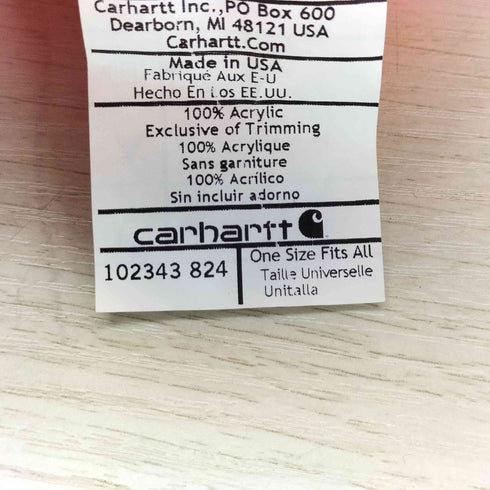 Carhartt Inc.,PO Box 600
Dearborn, MI 48121 USA
Carhartt.Com
Made in USA
Fabriqué Aux E-U
Hecho En Los EE.UU.
100% Acrylic
Exclusive of Trimming
100% Acrylique
Sans garniture
100% Acrílico
Sin incluir adorno
carhartt
102343 824
One Size Fits All
Taille Universelle
Unitalla